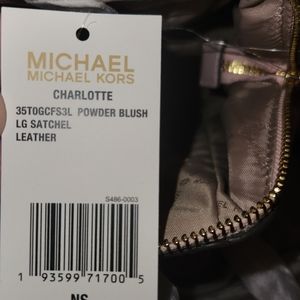 MICHAEL
MICHAEL KORS
CHARLOTTE
35T0GCFS3L POWDER BLUSH
LG SATCHEL
LEATHER
S486-0003
1 93599 71700 5
NS